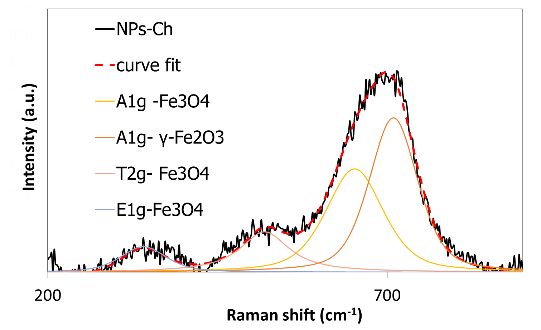 NPs-Ch
curve fit
A1g -Fe3O4
A1g- γ-Fe2O3
T2g- Fe3O4
E1g-Fe3O4
Intensity (a.u.)
200
700
Raman shift (cm⁻¹)